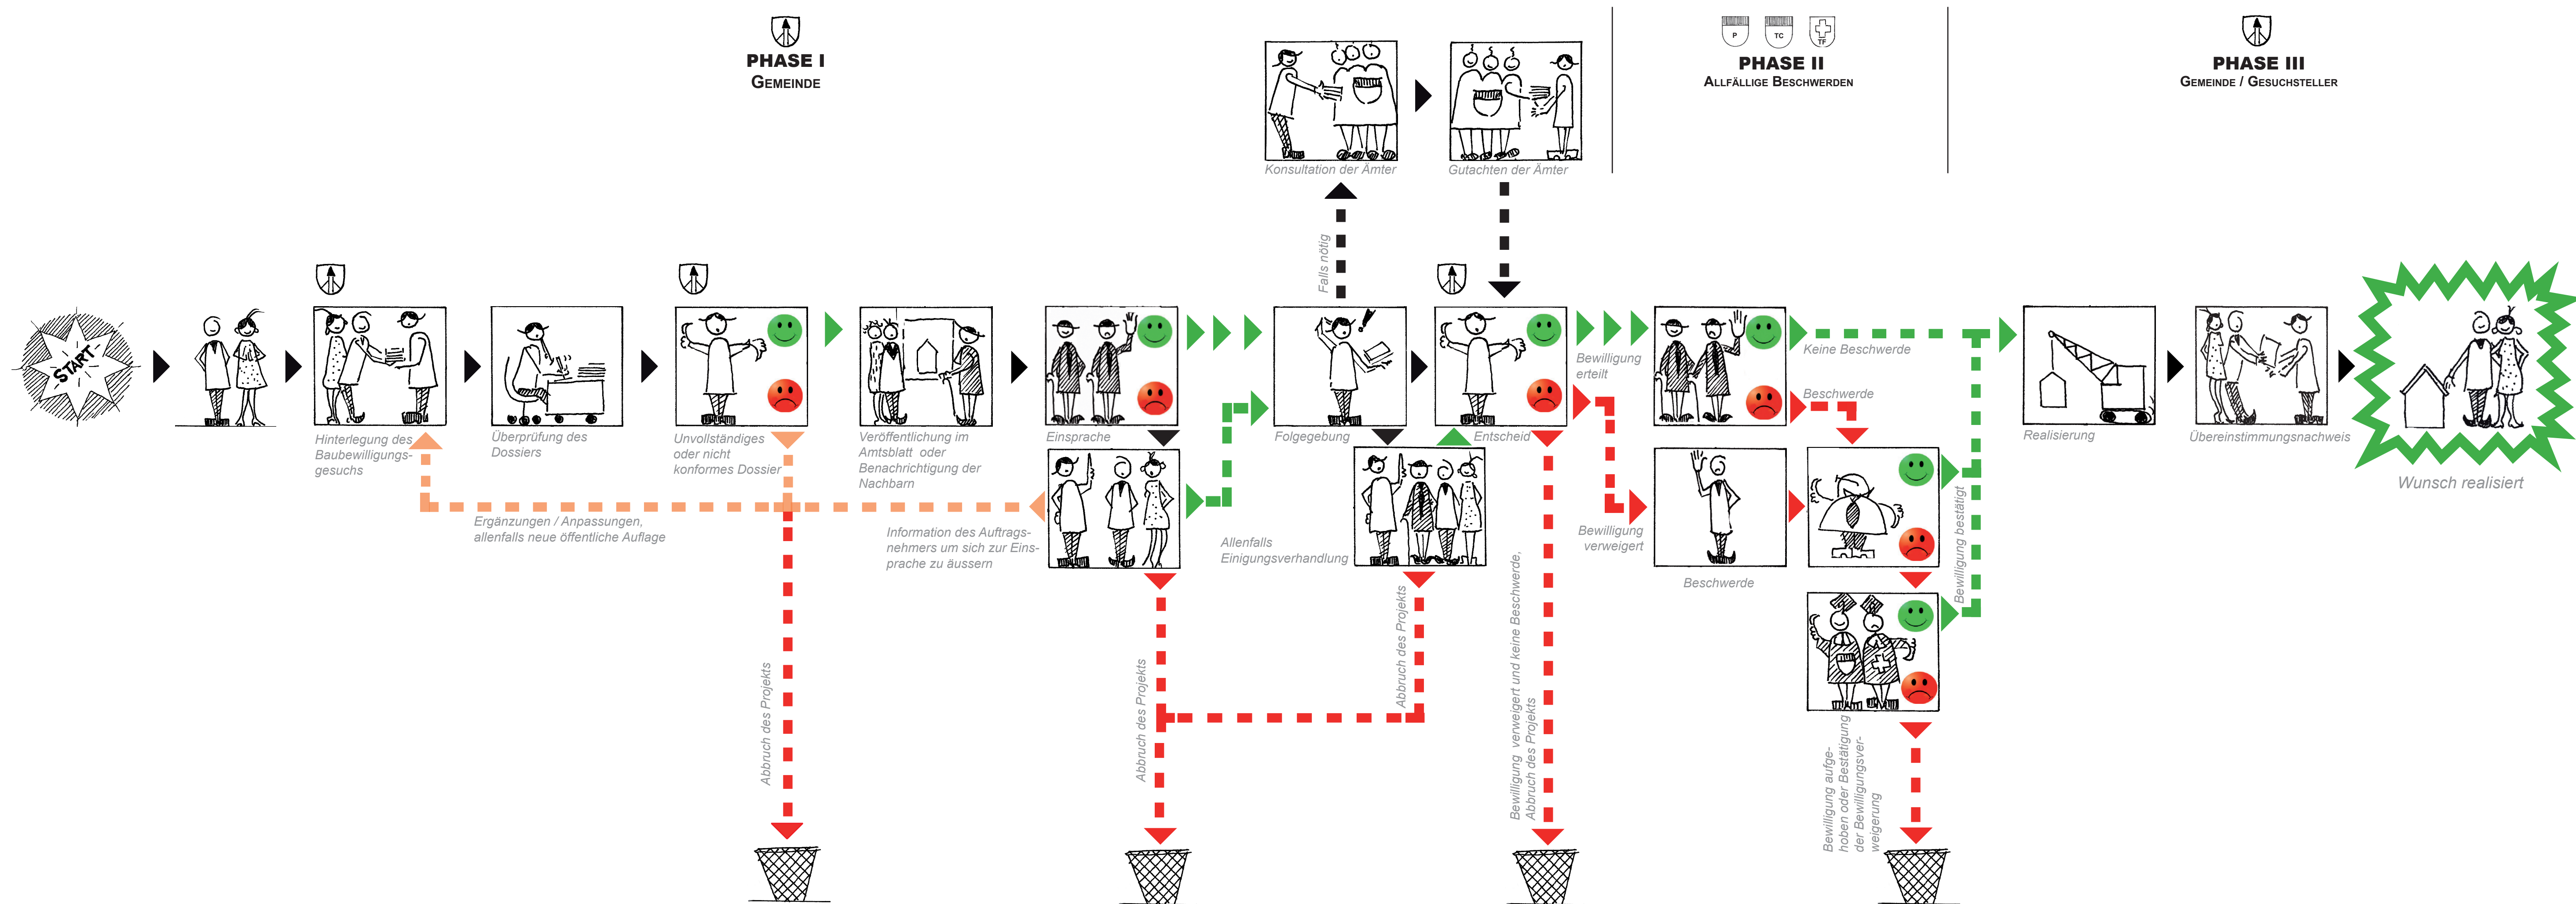 PHASE I
GEMEINDE
P
TC
TF
PHASE II
ALLFÄLLIGE BESCHWERDEN
PHASE III
GEMEINDE / GESUCHSTELLER
Konsultation der Ämter
Gutachten der Ämter
Falls nötig
START
Hinterlegung des
Baubewilligungs-
gesuchs
Überprüfung des
Dossiers
Unvollständiges
oder nicht
konformes Dossier
Veröffentlichung im
Amtsblatt oder
Benachrichtigung der
Nachbarn
Einsprache
Folgegebung
Entscheid
Bewilligung
erteilt
Keine Beschwerde
Beschwerde
Realisierung
Übereinstimmungsnachweis
Wunsch realisiert
Ergänzungen / Anpassungen,
allenfalls neue öffentliche Auflage
Information des Auftrags-
nehmers um sich zur Eins-
prache zu äussern
Allenfalls
Einigungsverhandlung
Bewilligung
verweigert
Beschwerde
Bewilligung bestätigt
Abbruch des Projekts
Abbruch des Projekts
Abbruch des Projekts
Bewilligung verweigert und keine Beschwerde,
Abbruch des Projekts
Bewilligung aufge-
hoben oder Bestätigung
der Bewilligungsver-
weigerung